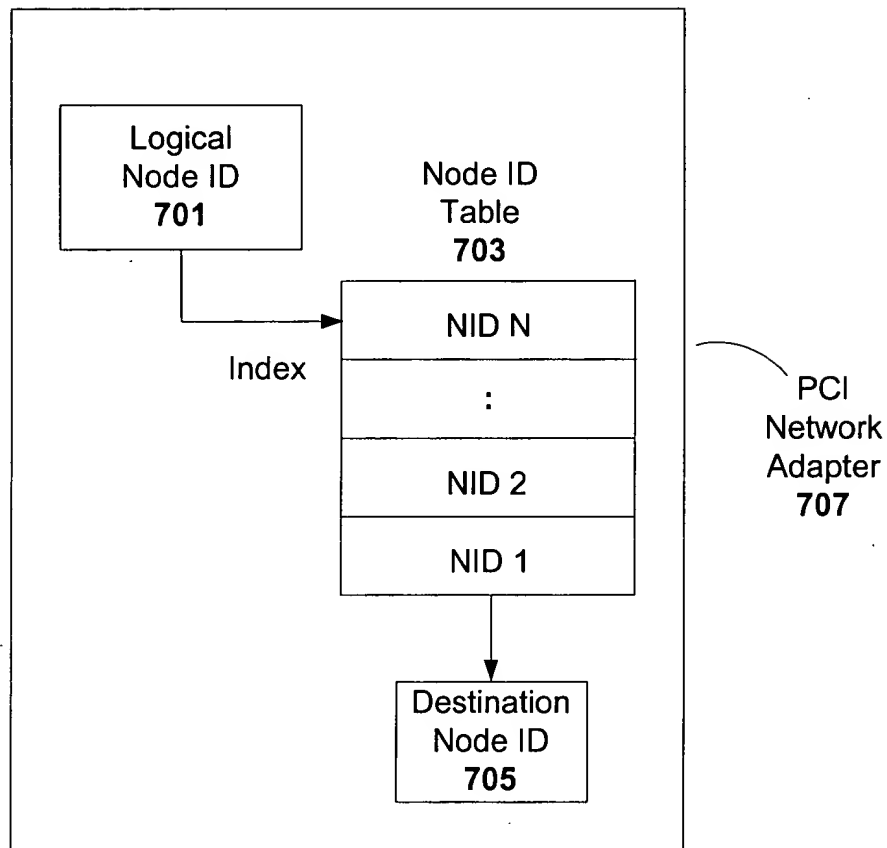 Logical
Node ID
701
Node ID
Table
703
NID N
Index
:
NID 2
NID 1
PCI
Network
Adapter
707
Destination
Node ID
705